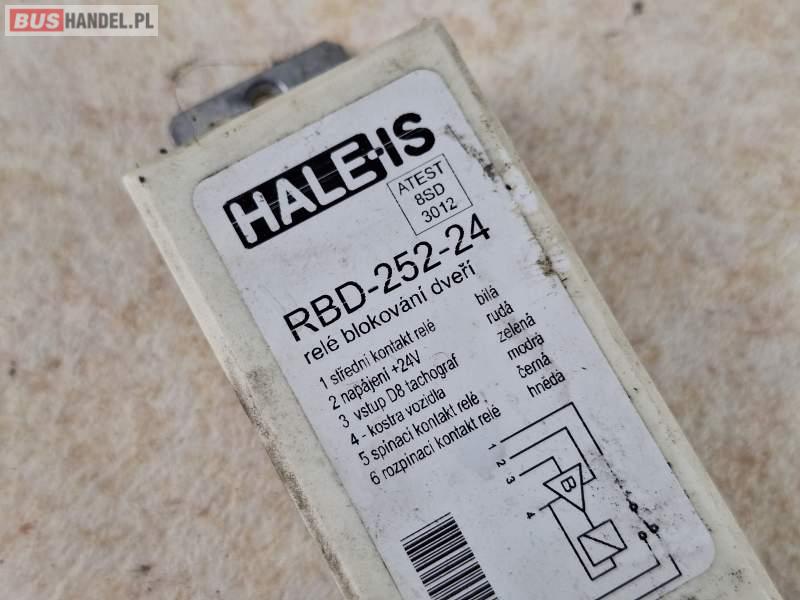 BUSHANDEL.PL
HALE-IS
ATEST
8SD
3012
RBD-252-24
relé blokování dveří
1 střední kontakt relé bílá
2 napájení +24V rudá
3 vstup D8 tachograf zelená
4 - kostra vozidla modrá
5 spínací kontakt relé černá
6 rozpínací kontakt relé hnědá
1
2
3
4
B